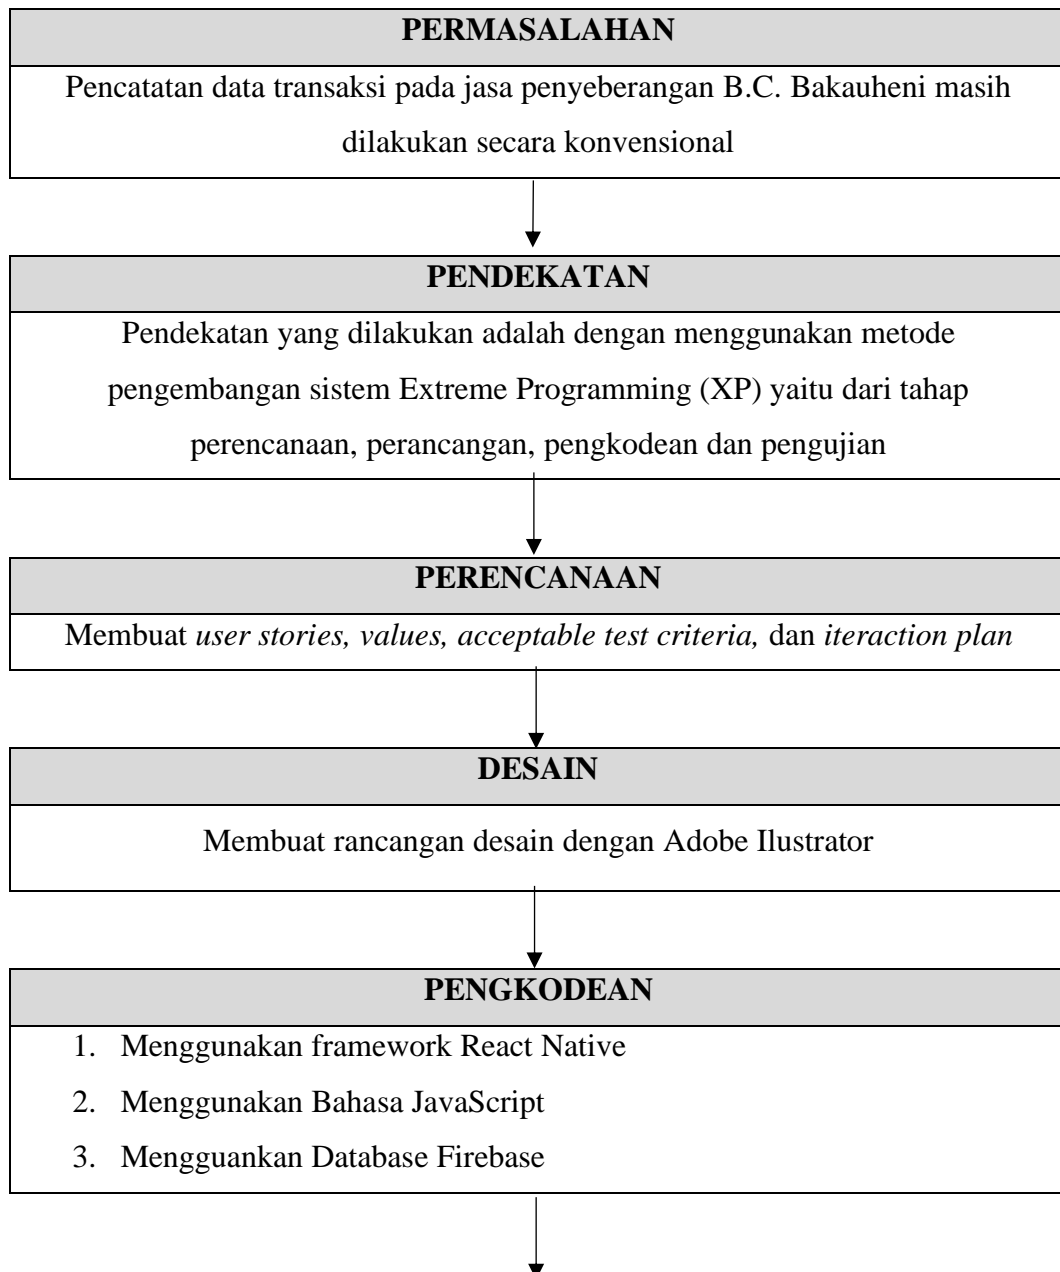 PERMASALAHAN
Pencatatan data transaksi pada jasa penyeberangan B.C. Bakauheni masih
dilakukan secara konvensional
PENDEKATAN
Pendekatan yang dilakukan adalah dengan menggunakan metode
pengembangan sistem Extreme Programming (XP) yaitu dari tahap
perencanaan, perancangan, pengkodean dan pengujian
PERENCANAAN
Membuat user stories, values, acceptable test criteria, dan iteraction plan
DESAIN
Membuat rancangan desain dengan Adobe Ilustrator
PENGKODEAN
1. Menggunakan framework React Native
2. Menggunakan Bahasa JavaScript
3. Mengguankan Database Firebase